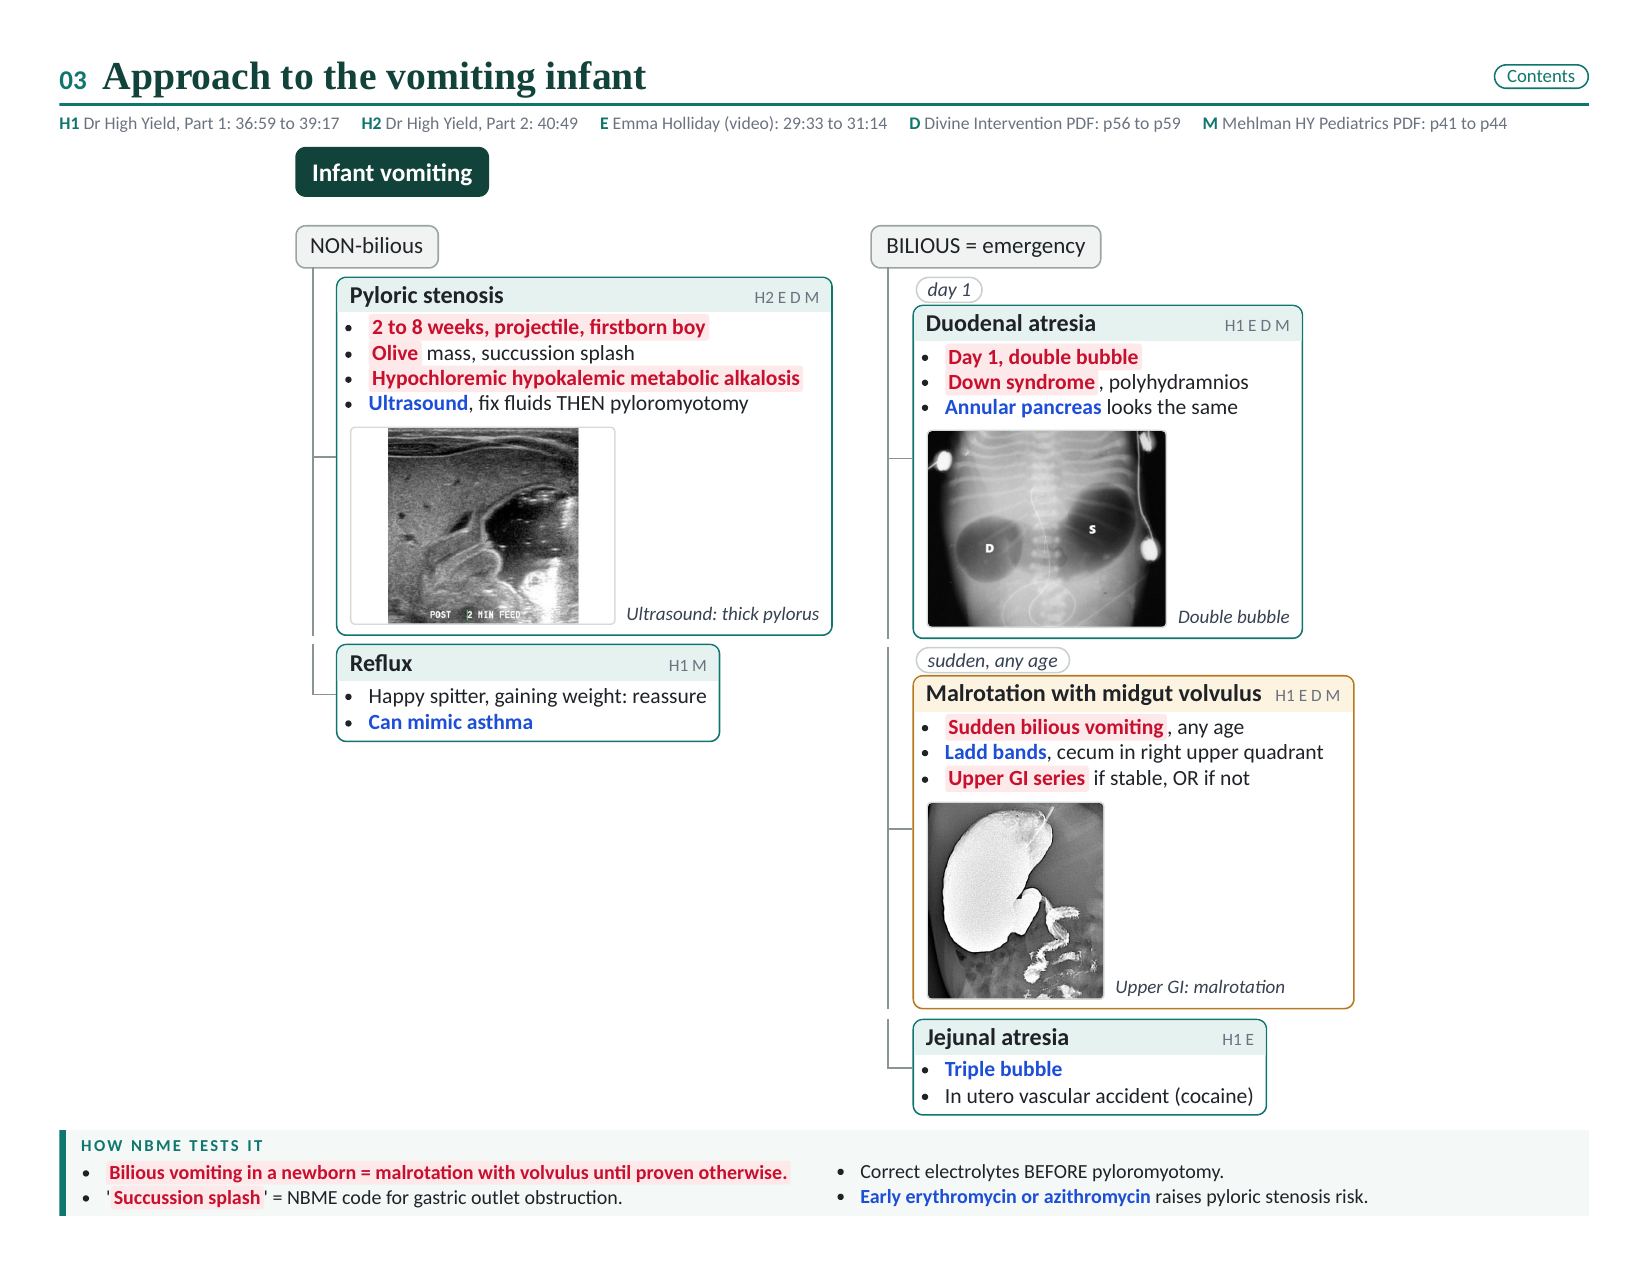 03 Approach to the vomiting infant
Contents
H1 Dr High Yield, Part 1: 36:59 to 39:17 H2 Dr High Yield, Part 2: 40:49 E Emma Holliday (video): 29:33 to 31:14 D Divine Intervention PDF: p56 to p59 M Mehlman HY Pediatrics PDF: p41 to p44
Infant vomiting
NON-bilious
Pyloric stenosis H2 E D M
• 2 to 8 weeks, projectile, firstborn boy
• Olive mass, succussion splash
• Hypochloremic hypokalemic metabolic alkalosis
• Ultrasound, fix fluids THEN pyloromyotomy
POST 2 MIN FEED
Ultrasound: thick pylorus
Reflux H1 M
• Happy spitter, gaining weight: reassure
• Can mimic asthma
BILIOUS = emergency
day 1
Duodenal atresia H1 E D M
• Day 1, double bubble
• Down syndrome, polyhydramnios
• Annular pancreas looks the same
S
D
Double bubble
sudden, any age
Malrotation with midgut volvulus H1 E D M
• Sudden bilious vomiting, any age
• Ladd bands, cecum in right upper quadrant
• Upper GI series if stable, OR if not
Upper GI: malrotation
Jejunal atresia H1 E
• Triple bubble
• In utero vascular accident (cocaine)
HOW NBME TESTS IT
• Bilious vomiting in a newborn = malrotation with volvulus until proven otherwise.
• 'Succussion splash' = NBME code for gastric outlet obstruction.
• Correct electrolytes BEFORE pyloromyotomy.
• Early erythromycin or azithromycin raises pyloric stenosis risk.